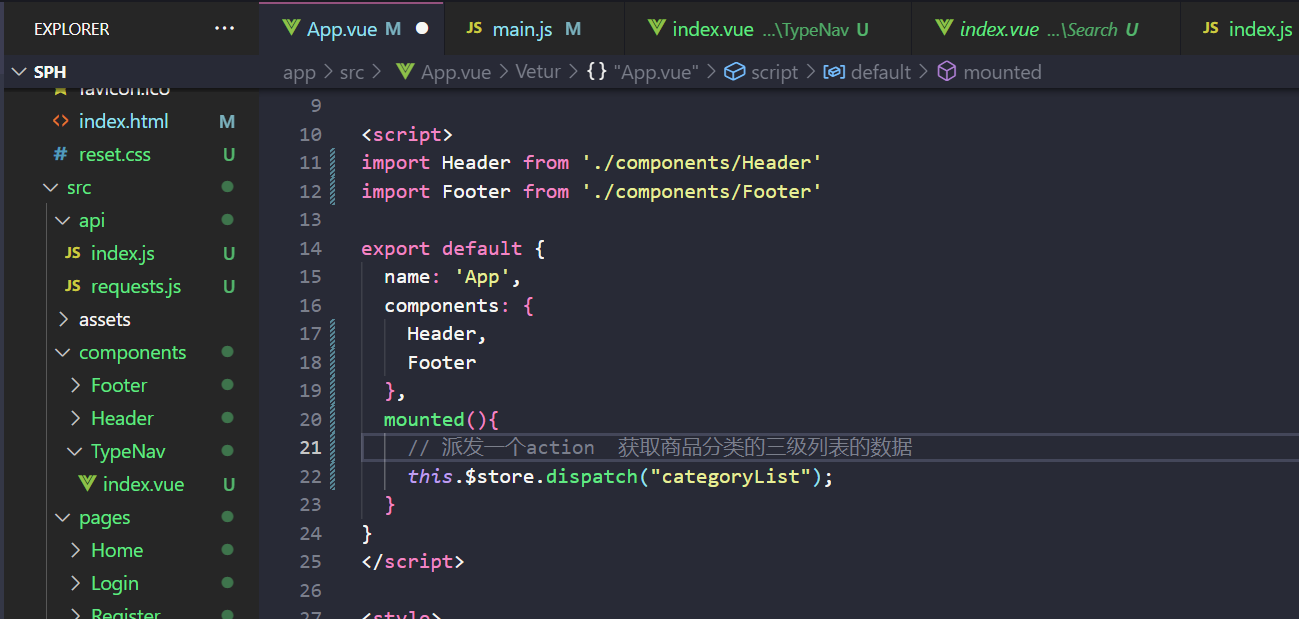 EXPLORER ...
App.vue M
JS main.js M
index.vue ...\TypeNav U
index.vue ...\Search U
JS index.js
SPH
app > src > App.vue > Vetur > {} "App.vue" > script > default > mounted
favicon.ico
<> index.html M
# reset.css U
src
api
JS index.js U
JS requests.js U
assets
components
Footer
Header
TypeNav
index.vue U
pages
Home
Login
Register
9
10 <script>
11 import Header from './components/Header'
12 import Footer from './components/Footer'
13
14 export default {
15 name: 'App',
16 components: {
17 Header,
18 Footer
19 },
20 mounted(){
21 // 派发一个action  获取商品分类的三级列表的数据
22 this.$store.dispatch("categoryList");
23 }
24 }
25 </script>
26
27 <style>